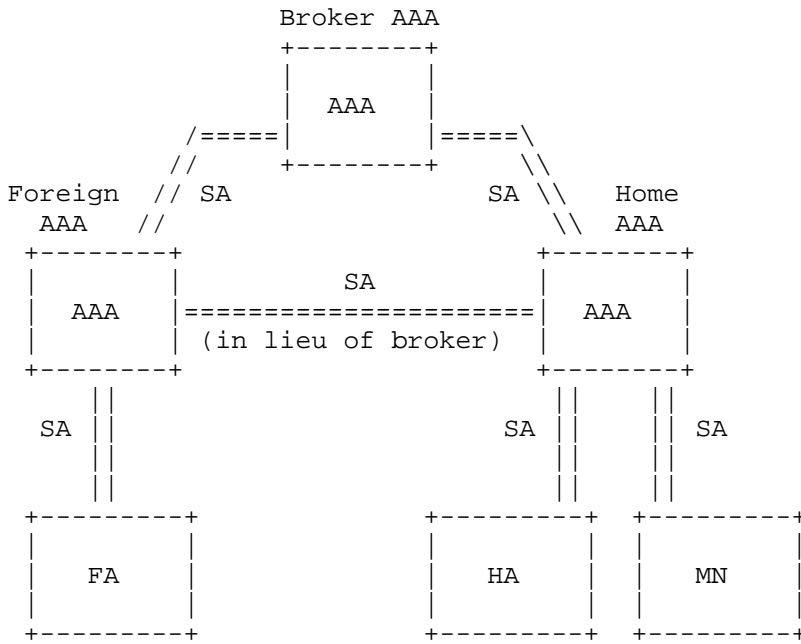 Broker AAA
AAA
Foreign SA SA Home
AAA AAA
SA
AAA AAA
(in lieu of broker)
SA SA SA
FA HA MN